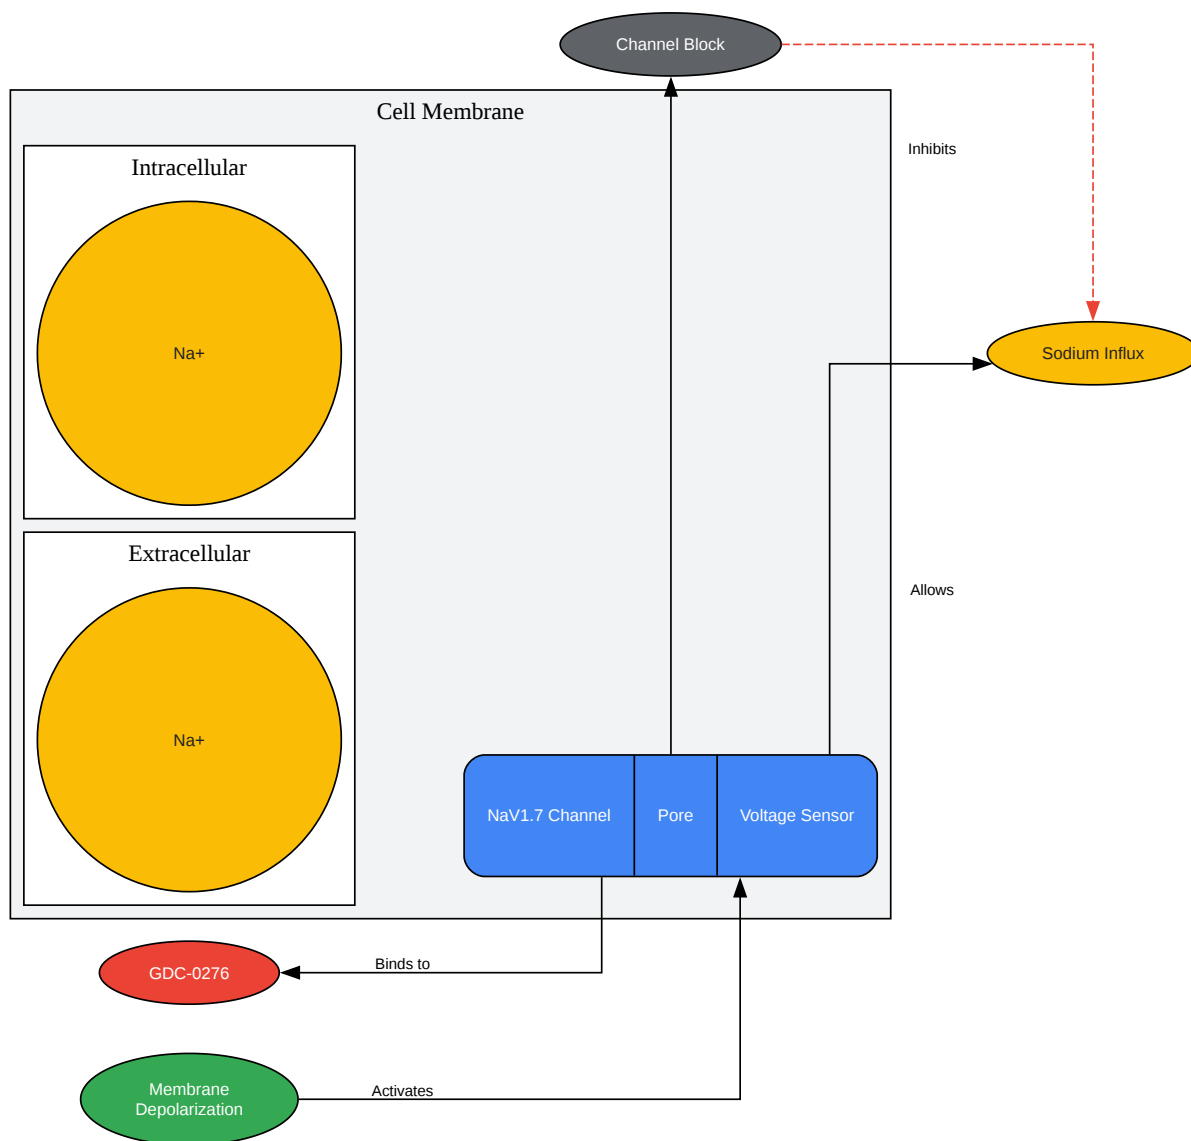 Channel Block
Cell Membrane
Inhibits
Intracellular
Na+
Sodium Influx
Extracellular
Allows
Na+
NaV1.7 Channel
Pore
Voltage Sensor
Binds to
GDC-0276
Activates
Membrane
Depolarization